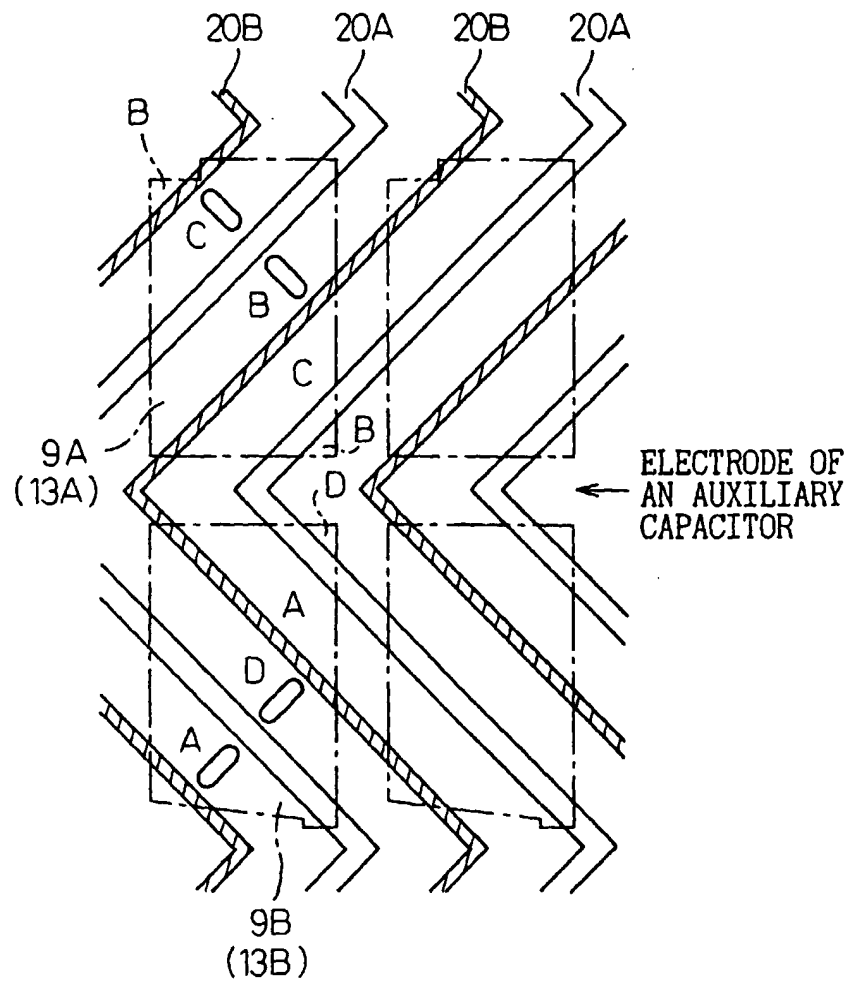 20B 20A 20B 20A
B
C
B
C
B
9A
(13A)
D
ELECTRODE OF
AN AUXILIARY
CAPACITOR
A
D
A
9B
(13B)